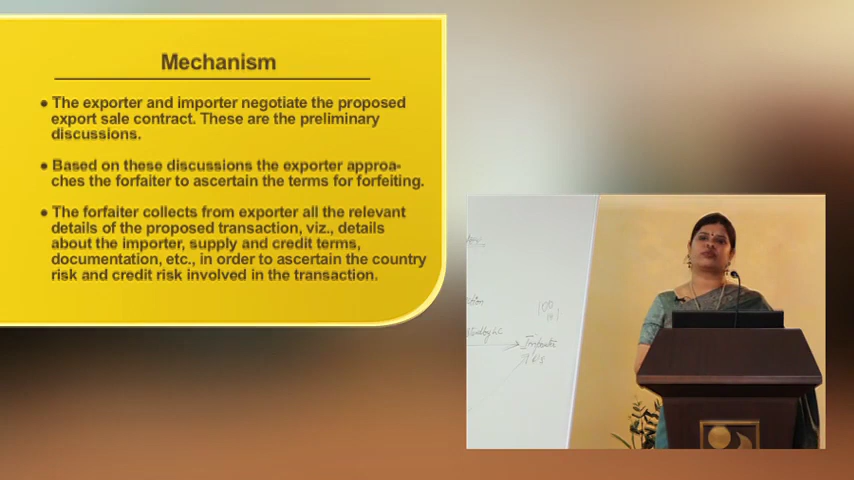 Mechanism
● The exporter and importer negotiate the proposed
export sale contract. These are the preliminary
discussions.
● Based on these discussions the exporter approa-
ches the forfaiter to ascertain the terms for forfeiting.
● The forfaiter collects from exporter all the relevant
details of the proposed transaction, viz., details
about the importer, supply and credit terms,
documentation, etc., in order to ascertain the country
risk and credit risk involved in the transaction.